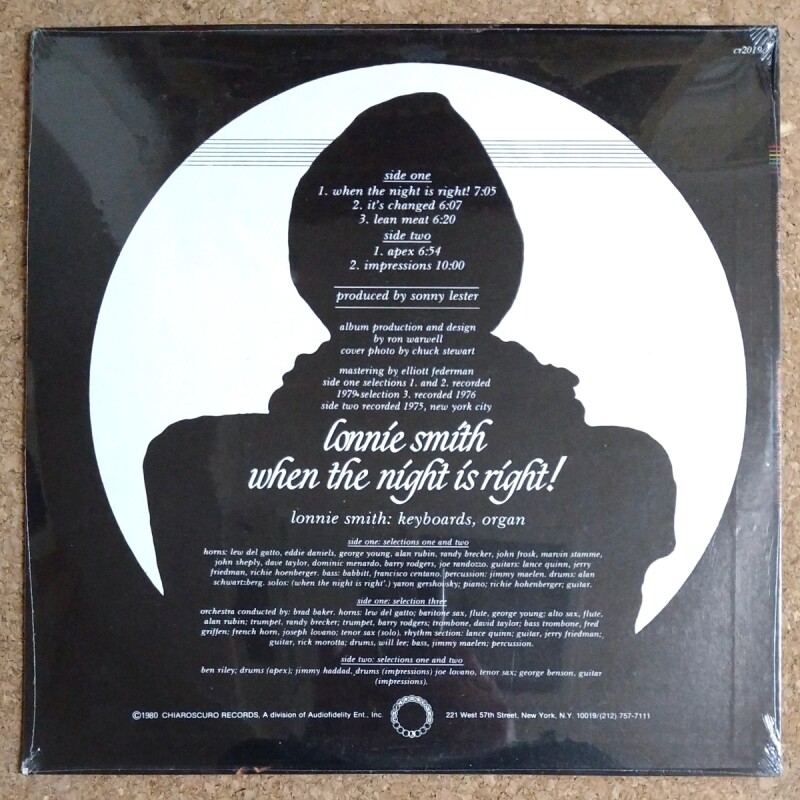 cr2019
side one
1. when the night is right! 7:05
2. it's changed 6:07
3. lean meat 6:20
side two
1. apex 6:54
2. impressions 10:00
produced by sonny lester
album production and design
by ron warwell
cover photo by chuck stewart
mastering by elliott federman
side one selections 1. and 2. recorded
1979 selection 3. recorded 1976
side two recorded 1975, new york city
lonnie smith
when the night is right!
lonnie smith: keyboards, organ
side one: selections one and two
horns: lew del gatto, eddie daniels, george young, alan rubin, randy brecker, john frosk, marvin stamme,
john sheply, dave taylor, dominic menardo, barry rodgers, joe randozzo. guitars: lance quinn, jerry
friedman, richie hoenberger. bass: babbitt, francisco centano. percussion: jimmy maelen. drums: alan
schwartzberg. solos: (when the night is right'.) yaron gershovsky; piano; richie hohenberger; guitar.
side one; selection three
orchestra conducted by: brad baker. horns: lew del gatto; baritone sax, flute, george young; alto sax, flute,
alan rubin; trumpet, randy brecker; trumpet, barry rodgers; trombone, david taylor; bass trombone, fred
griffen; french horn, joseph lovano; tenor sax (solo). rhythm section: lance quinn; guitar, jerry friedman;
guitar, rick morotta; drums, will lee; bass, jimmy maelen; percussion.
side two: selections one and two
ben riley; drums (apex); jimmy haddad, drums (impressions) joe lovano, tenor sax; george benson, guitar
(impressions).
©1980 CHIAROSCURO RECORDS, A division of Audiofidelity Ent., Inc. 221 West 57th Street, New York, N.Y. 10019/(212) 757-7111